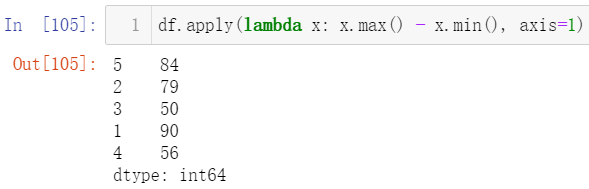 In [105]: 1 df.apply(lambda x: x.max() - x.min(), axis=1)
Out[105]: 5 84
2 79
3 50
1 90
4 56
dtype: int64